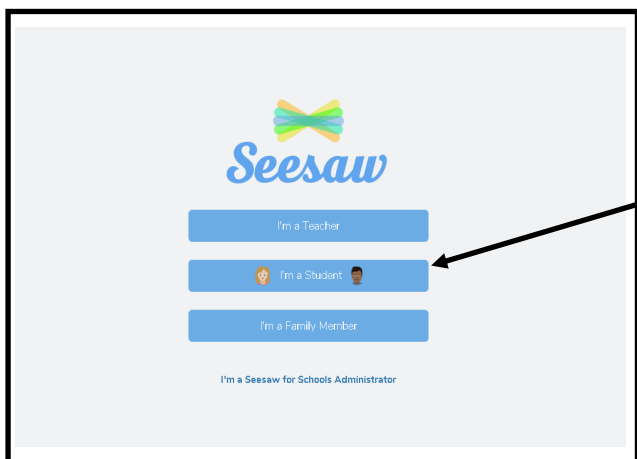 Seesaw
I'm a Teacher
I'm a Student
I'm a Family Member
I'm a Seesaw for Schools Administrator